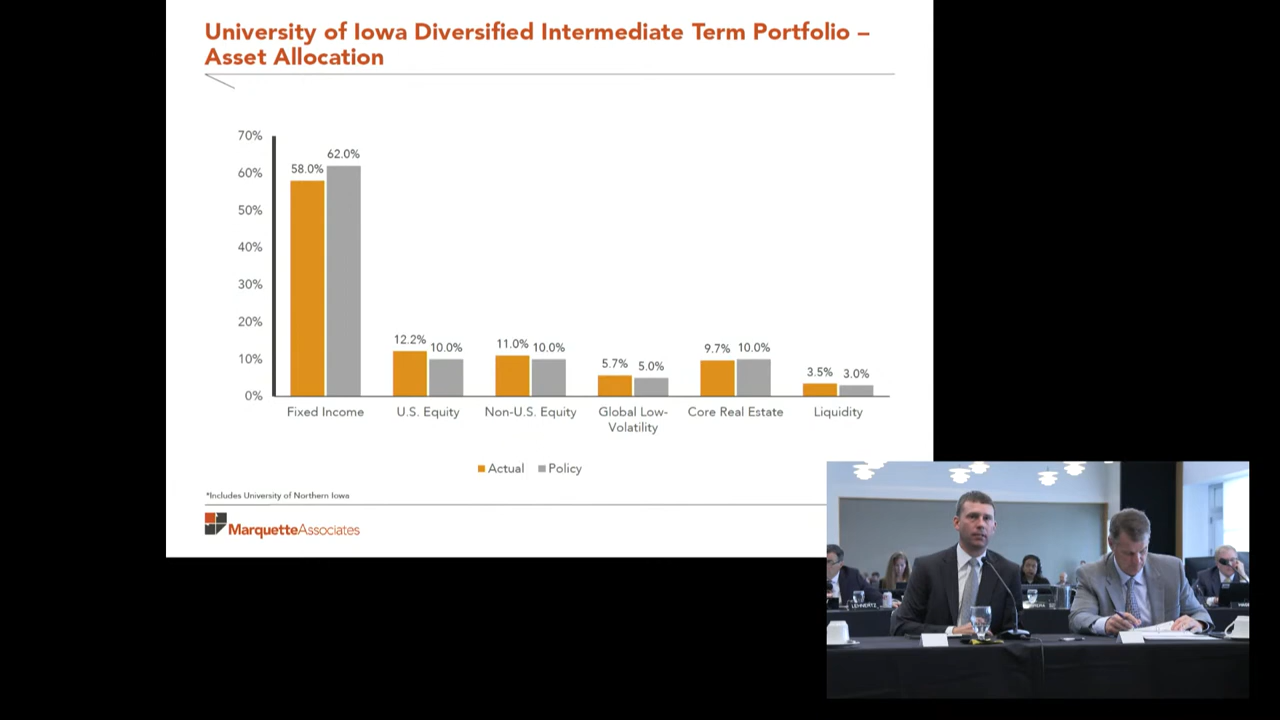 University of Iowa Diversified Intermediate Term Portfolio –
Asset Allocation
70%
60%
50%
40%
30%
20%
10%
0%
58.0%
62.0%
12.2%
10.0%
11.0%
10.0%
5.7%
5.0%
9.7%
10.0%
3.5%
3.0%
Fixed Income
U.S. Equity
Non-U.S. Equity
Global Low-
Volatility
Core Real Estate
Liquidity
Actual
Policy
*Includes University of Northern Iowa
MarquetteAssociates